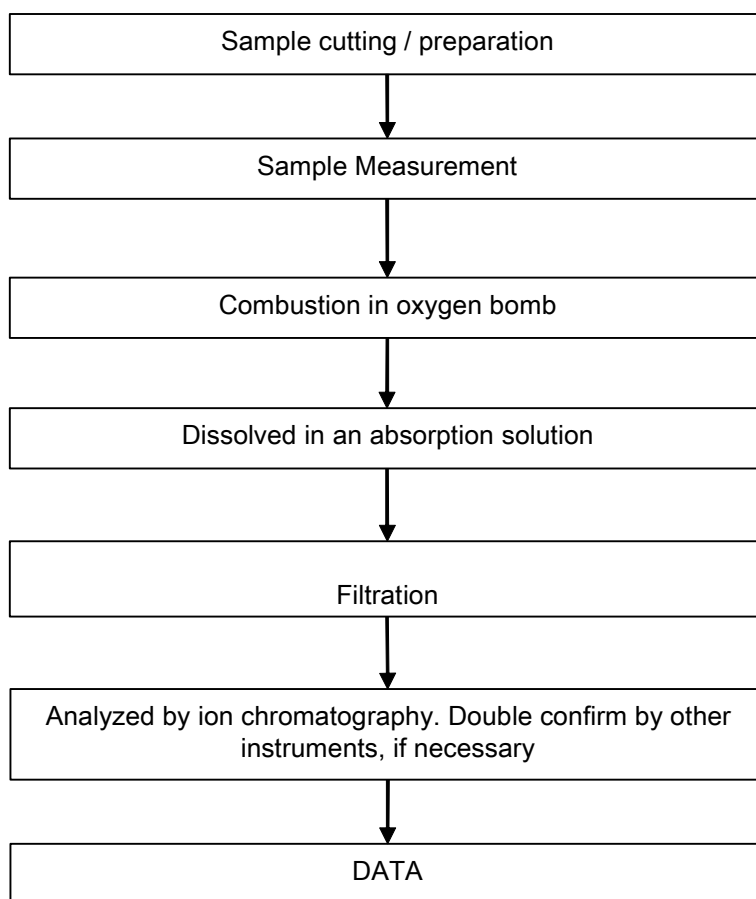 Sample cutting / preparation
Sample Measurement
Combustion in oxygen bomb
Dissolved in an absorption solution
Filtration
Analyzed by ion chromatography. Double confirm by other
instruments, if necessary
DATA